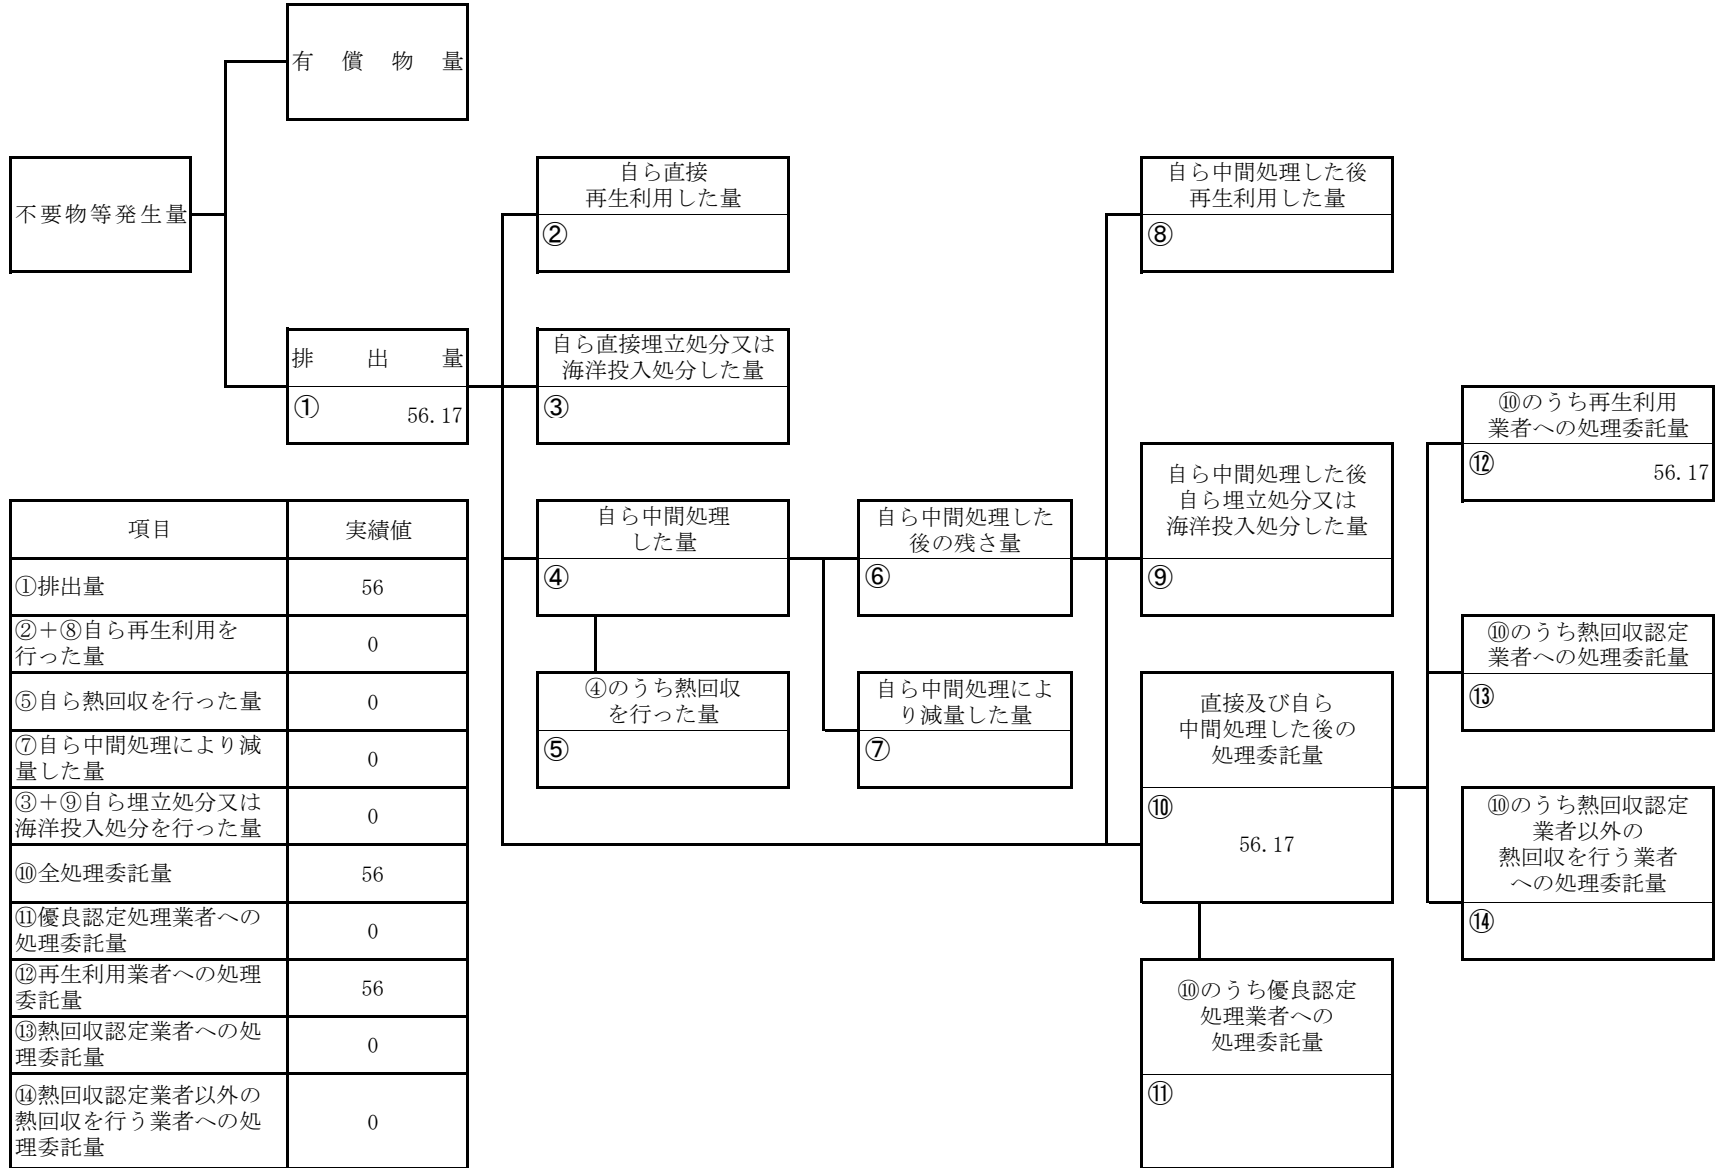 有償物量
不要物等発生量
排出量
①
56.17
自ら直接
再生利用した量
②
自ら直接埋立処分又は
海洋投入処分した量
③
自ら中間処理
した量
④
④のうち熱回収
を行った量
⑤
自ら中間処理した
後の残さ量
⑥
自ら中間処理によ
り減量した量
⑦
自ら中間処理した後
再生利用した量
⑧
自ら中間処理した後
自ら埋立処分又は
海洋投入処分した量
⑨
直接及び自ら
中間処理した後の
処理委託量
⑩
56.17
⑩のうち優良認定
処理業者への
処理委託量
⑪
⑩のうち再生利用
業者への処理委託量
⑫
56.17
⑩のうち熱回収認定
業者への処理委託量
⑬
⑩のうち熱回収認定
業者以外の
熱回収を行う業者
への処理委託量
⑭
項目 実績値
①排出量 56
②+⑧自ら再生利用を
行った量
0
⑤自ら熱回収を行った量 0
⑦自ら中間処理により減
量した量
0
③+⑨自ら埋立処分又は
海洋投入処分を行った量
0
⑩全処理委託量 56
⑪優良認定処理業者への
処理委託量
0
⑫再生利用業者への処理
委託量
56
⑬熱回収認定業者への処
理委託量
0
⑭熱回収認定業者以外の
熱回収を行う業者への処
理委託量
0